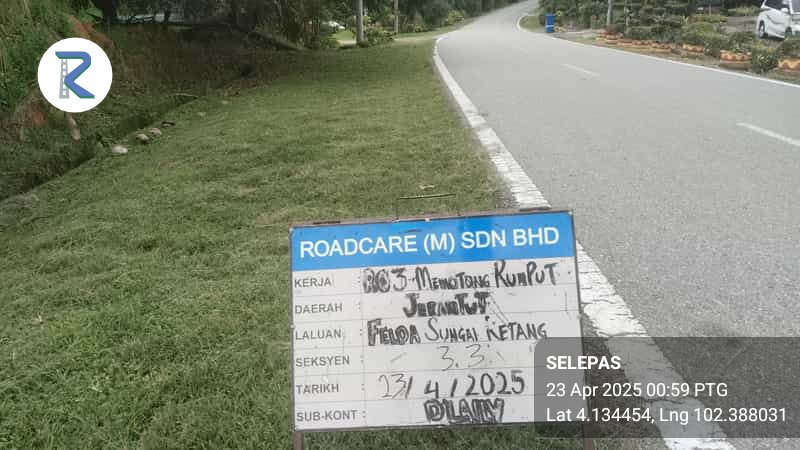 R
ROADCARE (M) SDN BHD
KERJA : R03-MEMOTONG RUMPUT
DAERAH : JERANTUT
LALUAN : FELDA SUNGAI RETANG
SEKSYEN : - 3.3
TARIKH : 23/4/2025
SUB-KONT :
SELEPAS
23 Apr 2025 00:59 PTG
Lat 4.134454, Lng 102.388031